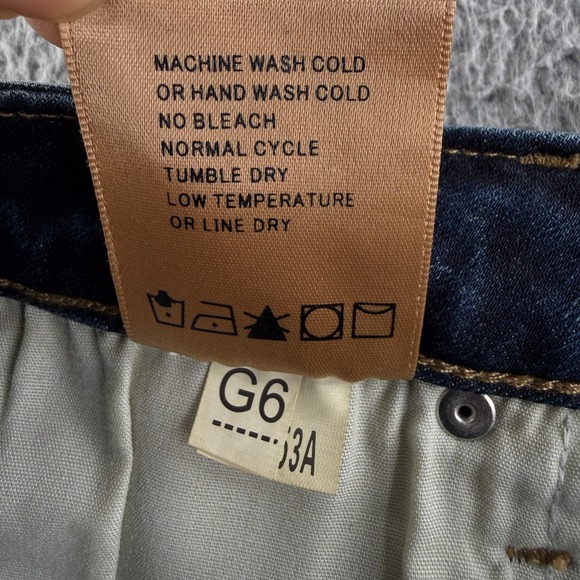 MACHINE WASH COLD
OR HAND WASH COLD
NO BLEACH
NORMAL CYCLE
TUMBLE DRY
LOW TEMPERATURE
OR LINE DRY
G6
53A